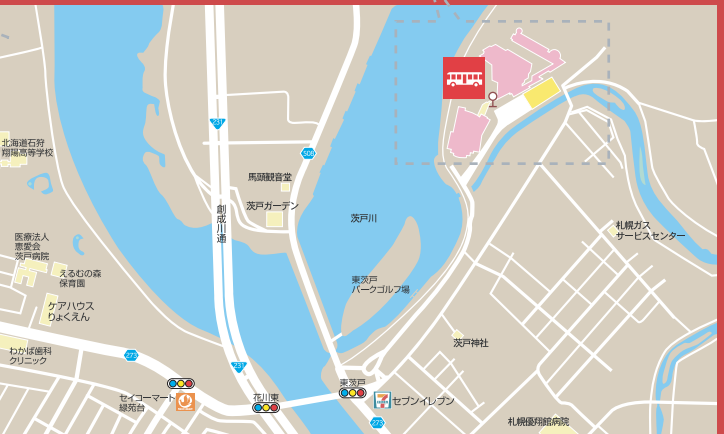 231
508
北海道石狩
翔陽高等学校
馬頭観音堂
茨戸ガーデン
創成川通
茨戸川
札幌ガス
サービスセンター
医療法人
恵愛会
茨戸病院
えるむの森
保育園
東茨戸
パークゴルフ場
ケアハウス
りょくえん
わかば歯科
クリニック
273
231
茨戸神社
セイコーマート
緑苑台
花川東
東茨戸
セブンイレブン
273
札幌優翔館病院